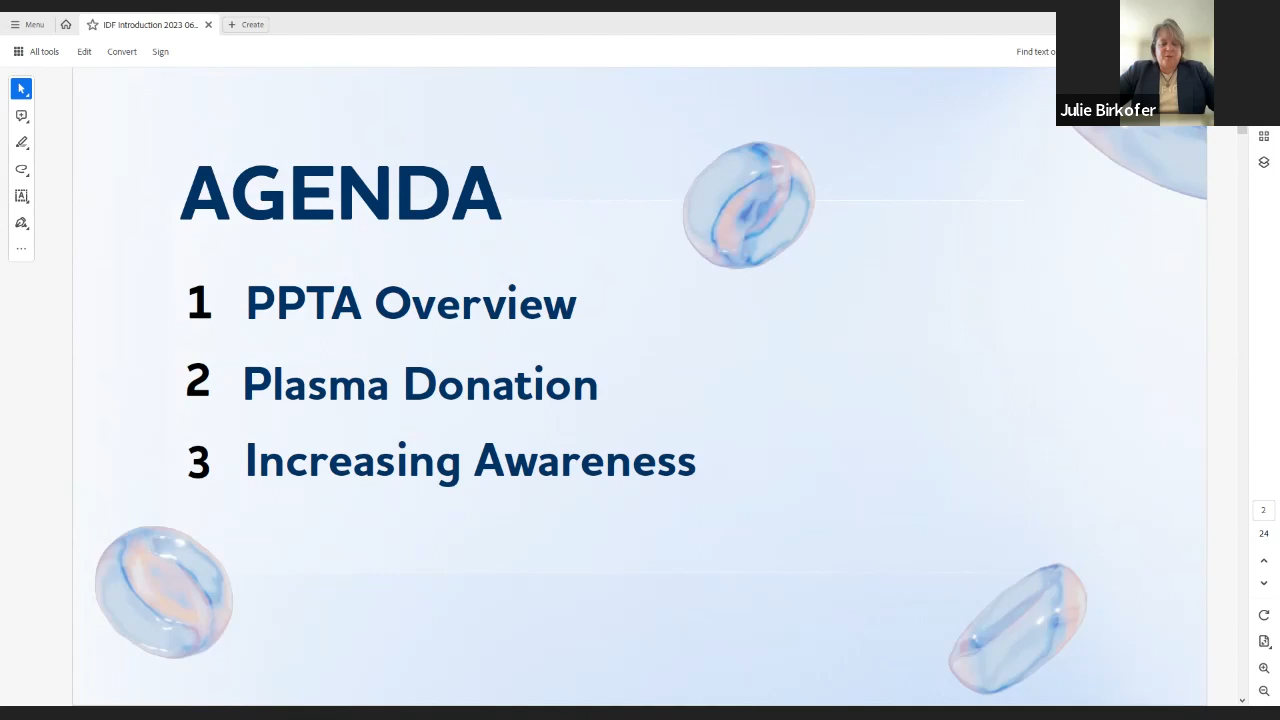 Menu
IDF Introduction 2023 06...
Create
All tools
Edit
Convert
Sign
Find text o
Julie Birkofer
AGENDA
1 PPTA Overview
2 Plasma Donation
3 Increasing Awareness
2
24